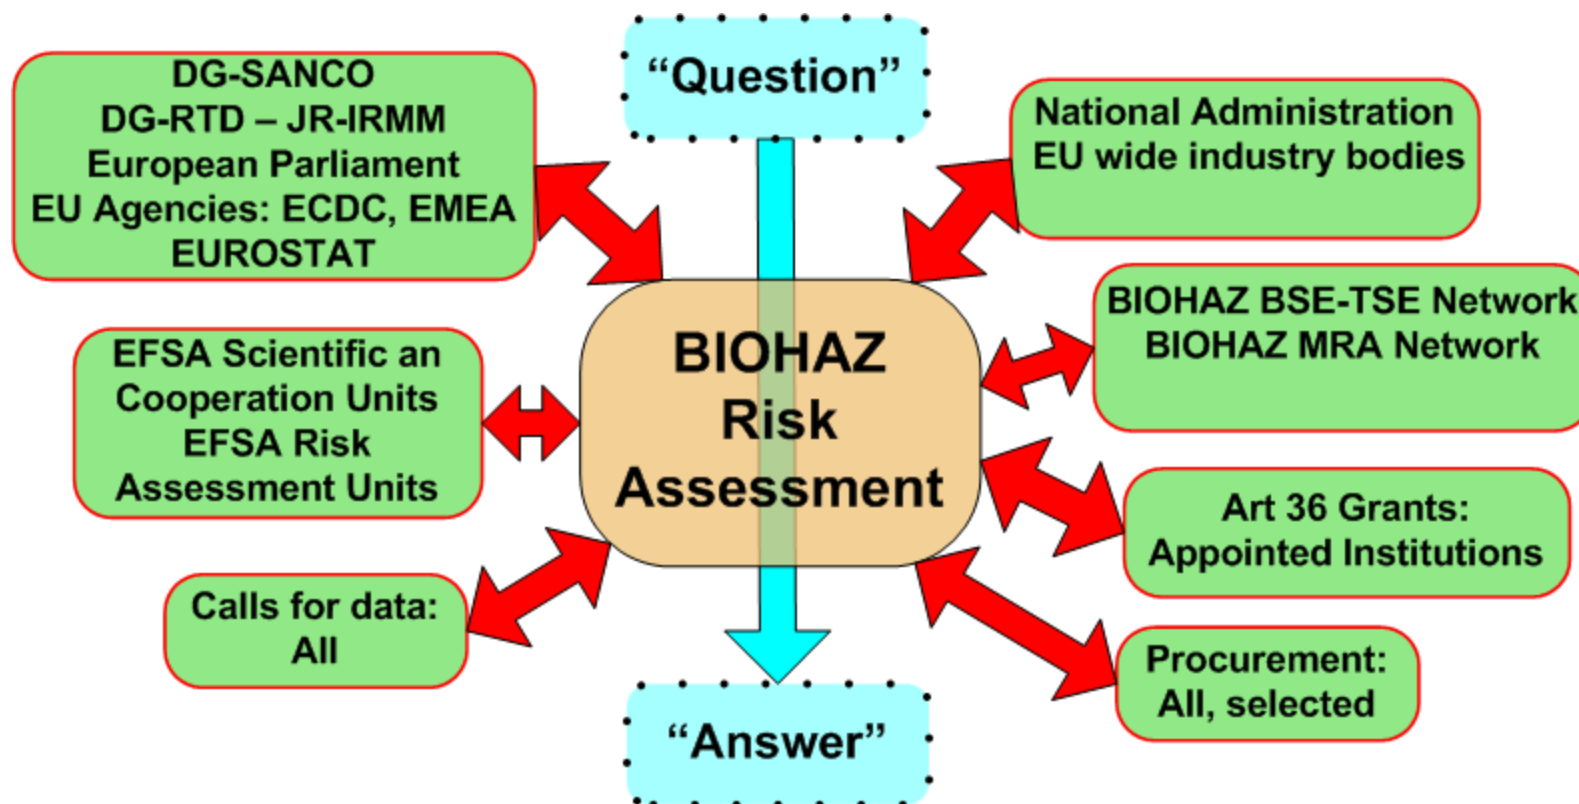 “Question”
DG-SANCO
DG-RTD – JR-IRMM
European Parliament
EU Agencies: ECDC, EMEA
EUROSTAT
National Administration
EU wide industry bodies
BIOHAZ
Risk
Assessment
EFSA Scientific an
Cooperation Units
EFSA Risk
Assessment Units
BIOHAZ BSE-TSE Network
BIOHAZ MRA Network
Art 36 Grants:
Appointed Institutions
Calls for data:
All
Procurement:
All, selected
“Answer”